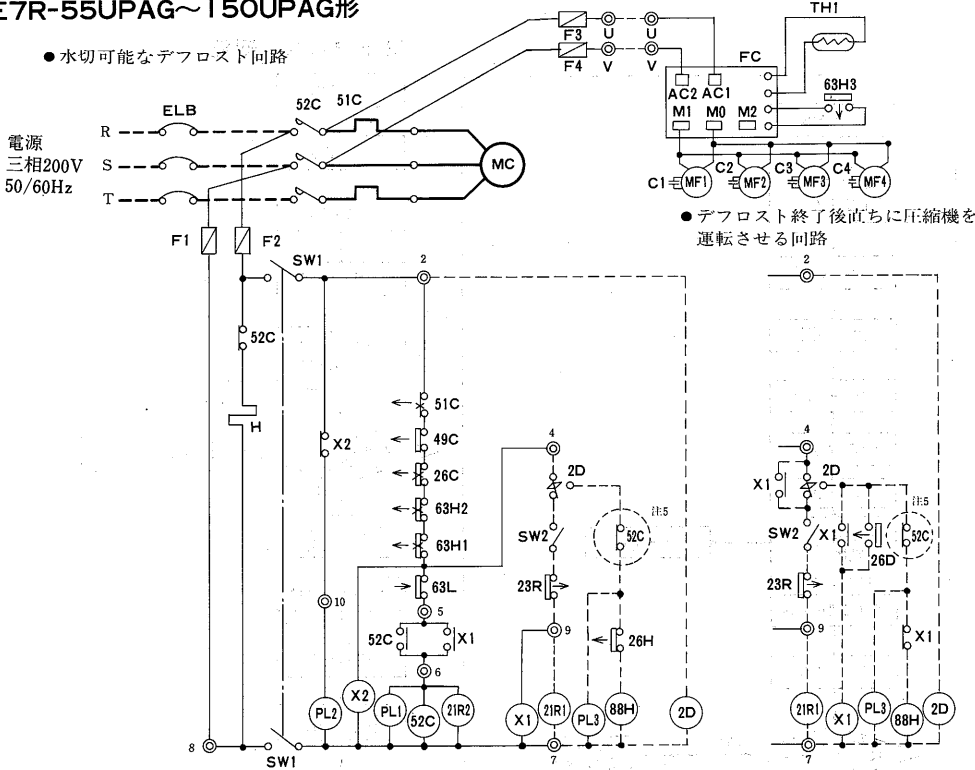 E7R-55UPAG～150UPAG形
●水切可能なデフロスト回路
電源
三相200V
50/60Hz
R
S
T
ELB
52C
51C
MC
F3
F4
U
U
V
V
FC
TH1
AC2
AC1
M1
M0
M2
63H3
C1
MF1
C2
MF2
C3
MF3
C4
MF4
●デフロスト終了後直ちに圧縮機を
運転させる回路
F1
F2
SW1
2
52C
H
X2
51C
49C
26C
63H2
63H1
63L
5
52C
X1
6
10
PL2
X2
PL1
52C
21R2
8
SW1
4
2D
SW2
23R
9
注5
52C
26H
X1
21R1
PL3
88H
2D
7
2
4
X1
2D
SW2
X1
26D
注5
52C
23R
9
X1
21R1
X1
PL3
88H
2D
7